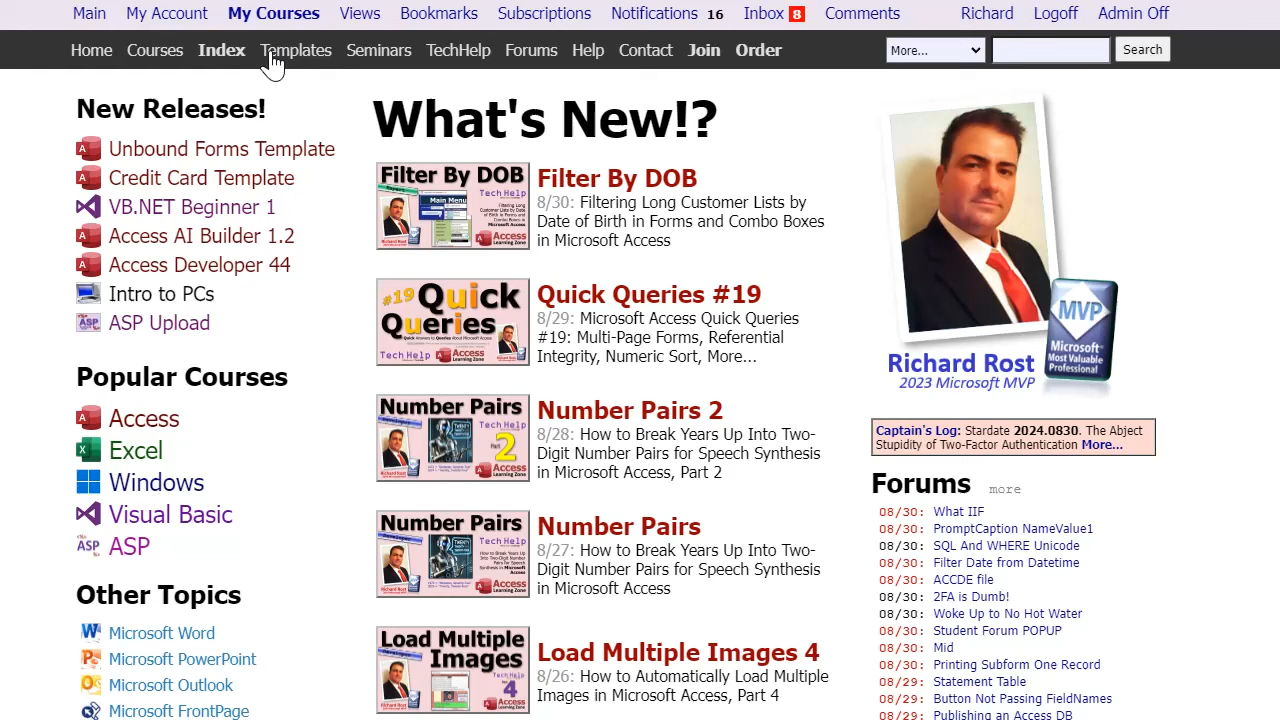 Main My Account My Courses Views Bookmarks Subscriptions Notifications 16 Inbox 8 Comments Richard Logoff Admin Off
Home Courses Index Templates Seminars TechHelp Forums Help Contact Join Order More... Search
New Releases!
Unbound Forms Template
Credit Card Template
VB.NET Beginner 1
Access AI Builder 1.2
Access Developer 44
Intro to PCs
ASP Upload
Popular Courses
Access
Excel
Windows
Visual Basic
ASP
Other Topics
Microsoft Word
Microsoft PowerPoint
Microsoft Outlook
Microsoft FrontPage
What's New!?
Filter By DOB
TechHelp
Main Menu
Filter By DOB
8/30: Filtering Long Customer Lists by
Date of Birth in Forms and Combo Boxes
in Microsoft Access
#19 Quick
Queries
TechHelp
Quick Queries #19
8/29: Microsoft Access Quick Queries
#19: Multi-Page Forms, Referential
Integrity, Numeric Sort, More...
Number Pairs
TechHelp
Part 2
Number Pairs 2
8/28: How to Break Years Up Into Two-
Digit Number Pairs for Speech Synthesis
in Microsoft Access, Part 2
Number Pairs
TechHelp
Number Pairs
8/27: How to Break Years Up Into Two-
Digit Number Pairs for Speech Synthesis
in Microsoft Access
Load Multiple
Images
TechHelp
4
Load Multiple Images 4
8/26: How to Automatically Load Multiple
Images in Microsoft Access, Part 4
MVP
Microsoft
Most Valuable
Professional
Richard Rost
2023 Microsoft MVP
Captain's Log: Stardate 2024.0830. The Abject
Stupidity of Two-Factor Authentication More...
Forums more
08/30: What IIF
08/30: PromptCaption NameValue1
08/30: SQL And WHERE Unicode
08/30: Filter Date from Datetime
08/30: ACCDE file
08/30: 2FA is Dumb!
08/30: Woke Up to No Hot Water
08/30: Student Forum POPUP
08/30: Mid
08/30: Printing Subform One Record
08/29: Statement Table
08/29: Button Not Passing FieldNames
08/29: Publishing an Access DB